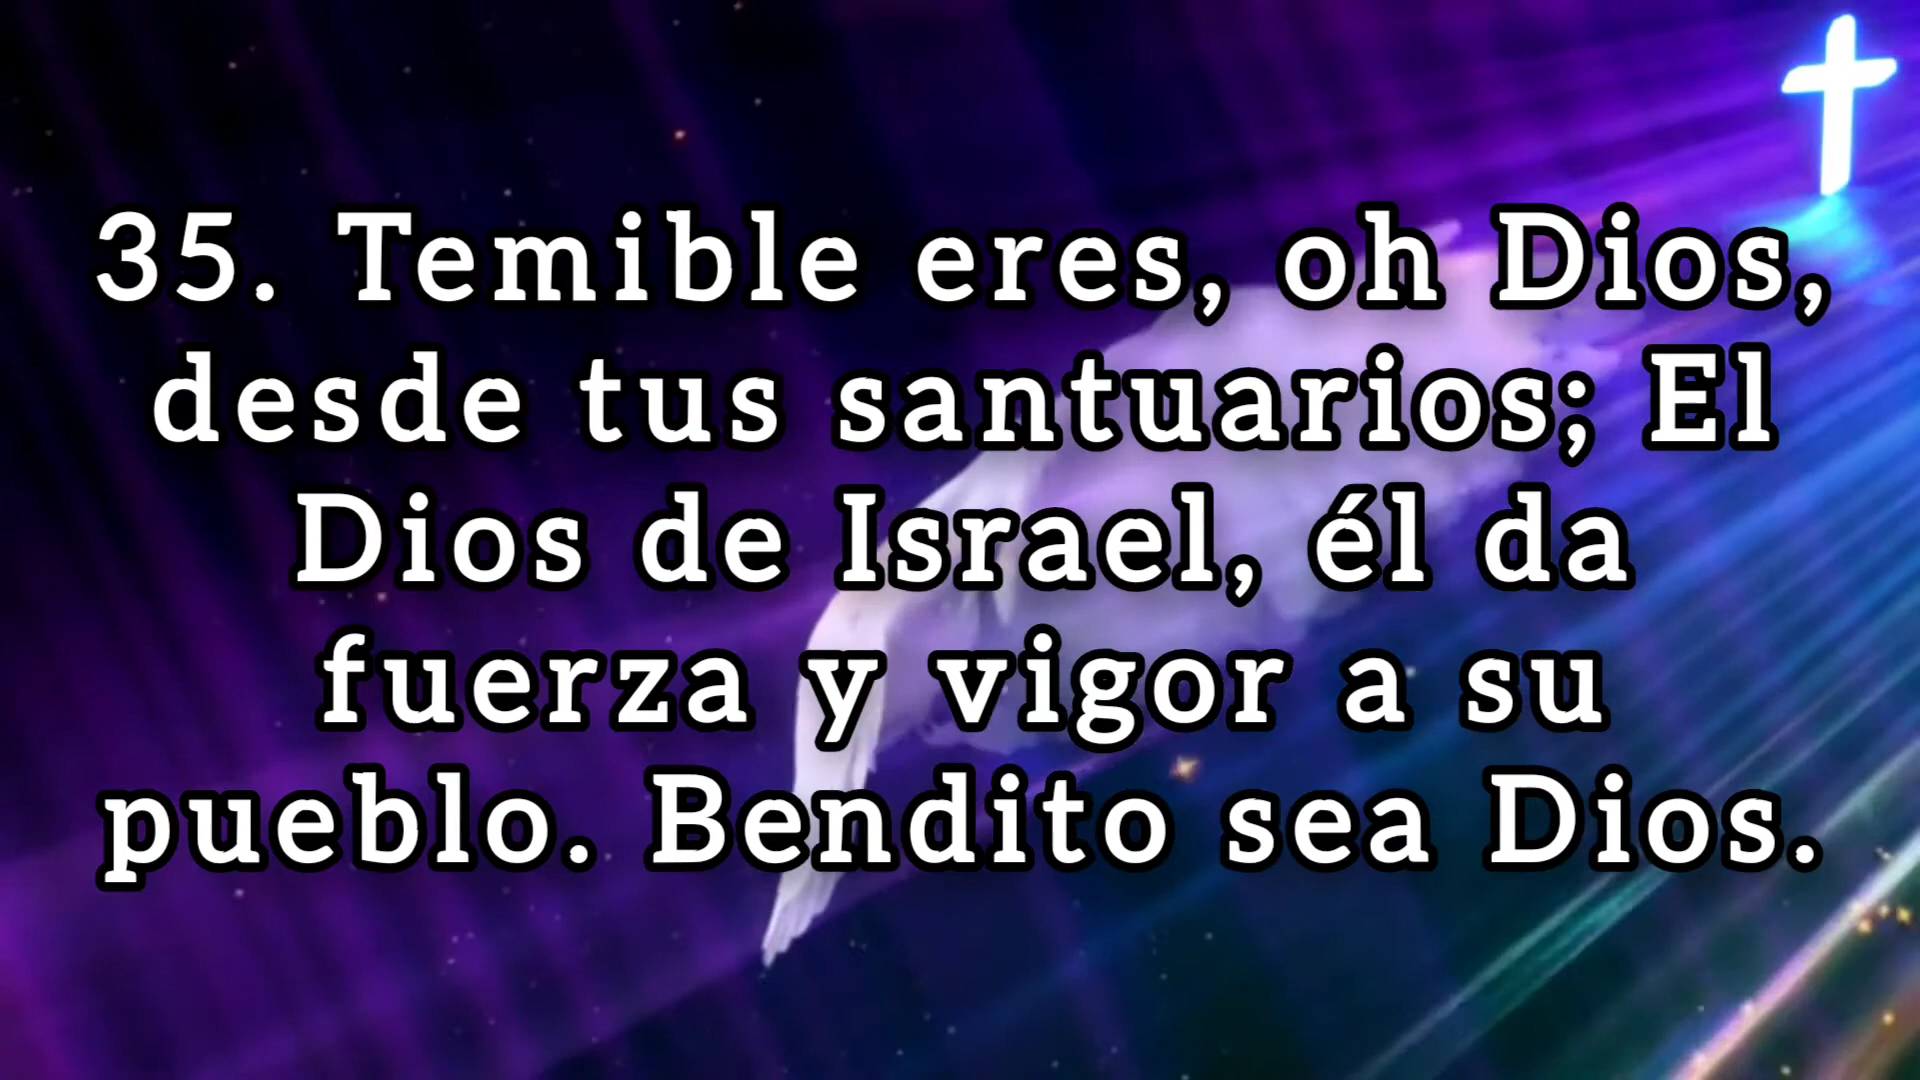 35. Temible eres, oh Dios,
desde tus santuarios; El
Dios de Israel, él da
fuerza y vigor a su
pueblo. Bendito sea Dios.